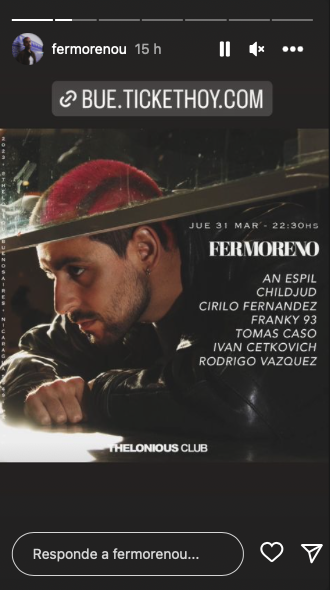 fermorenou 15 h
BUE.TICKETHOY.COM
JUE 31 MAR - 22:30HS
FERMORENO
AN ESPIL
CHILDJUD
CIRILO FERNANDEZ
FRANKY 93
TOMAS CASO
IVAN CETKOVICH
RODRIGO VAZQUEZ
THELONIOUS CLUB
Responde a fermorenou...